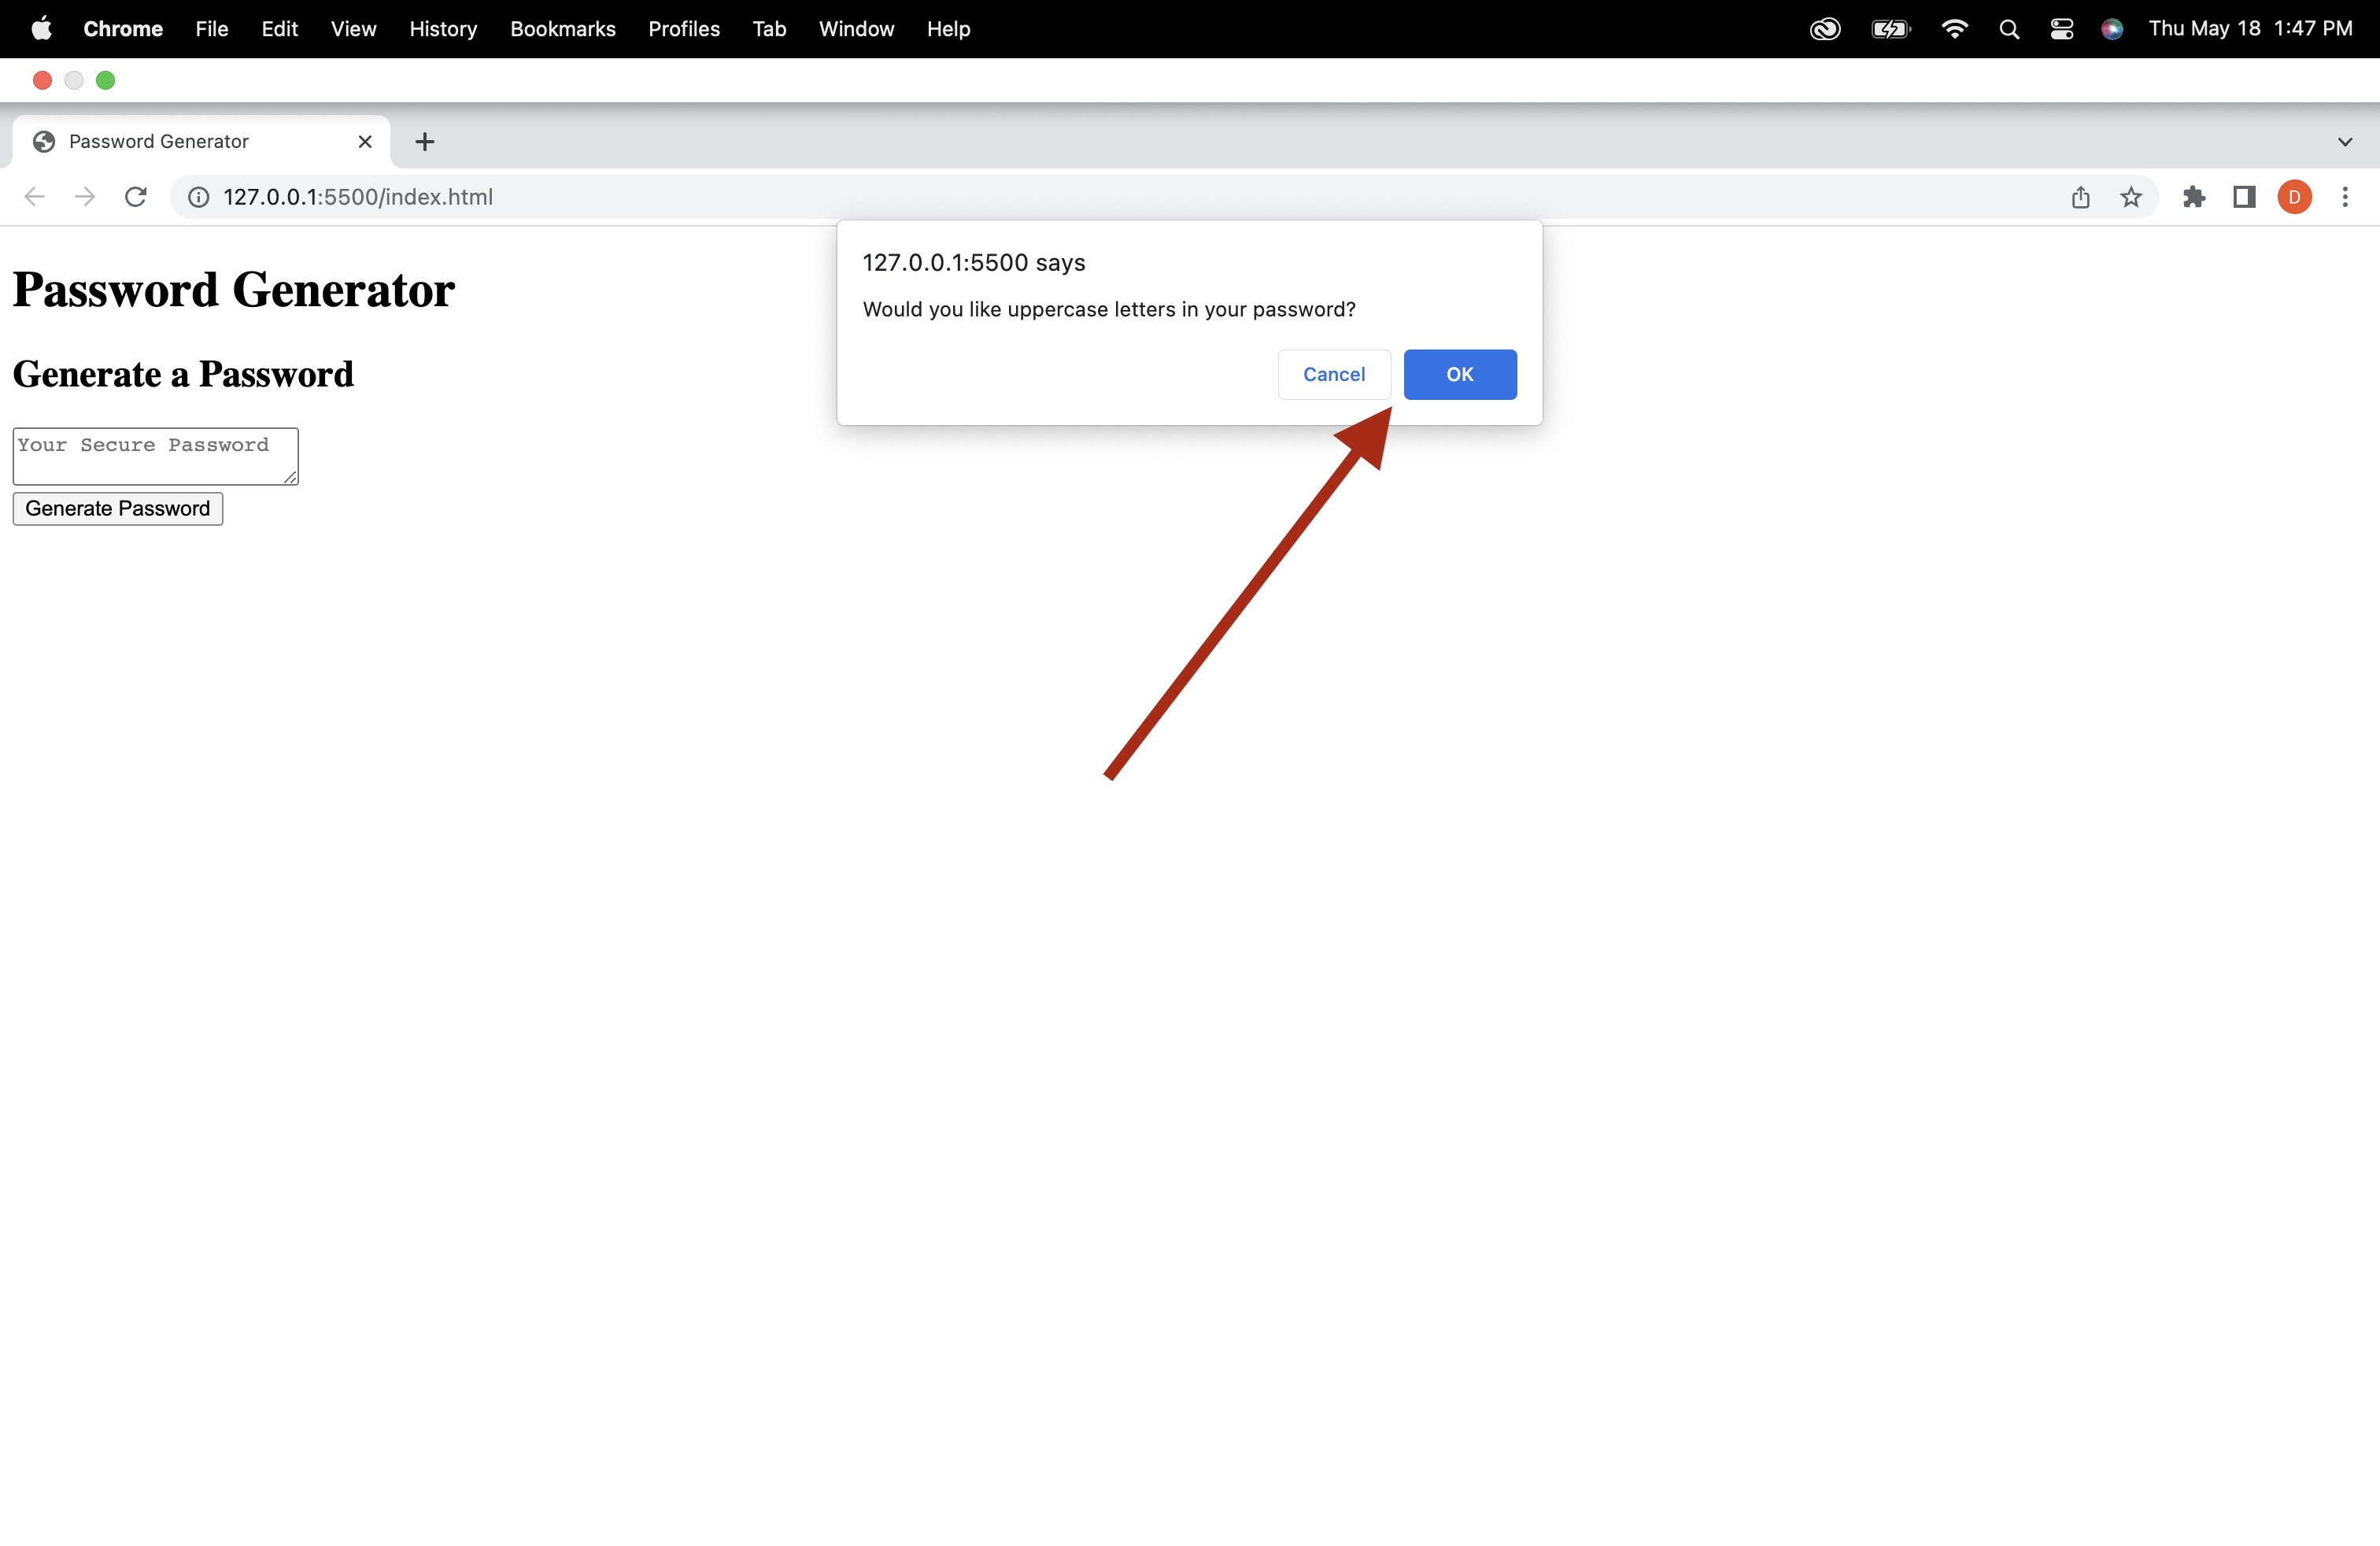 Chrome File Edit View History Bookmarks Profiles Tab Window Help Thu May 18 1:47 PM
Password Generator
127.0.0.1:5500/index.html D
127.0.0.1:5500 says
Would you like uppercase letters in your password?
Cancel OK
Password Generator
Generate a Password
Your Secure Password
Generate Password